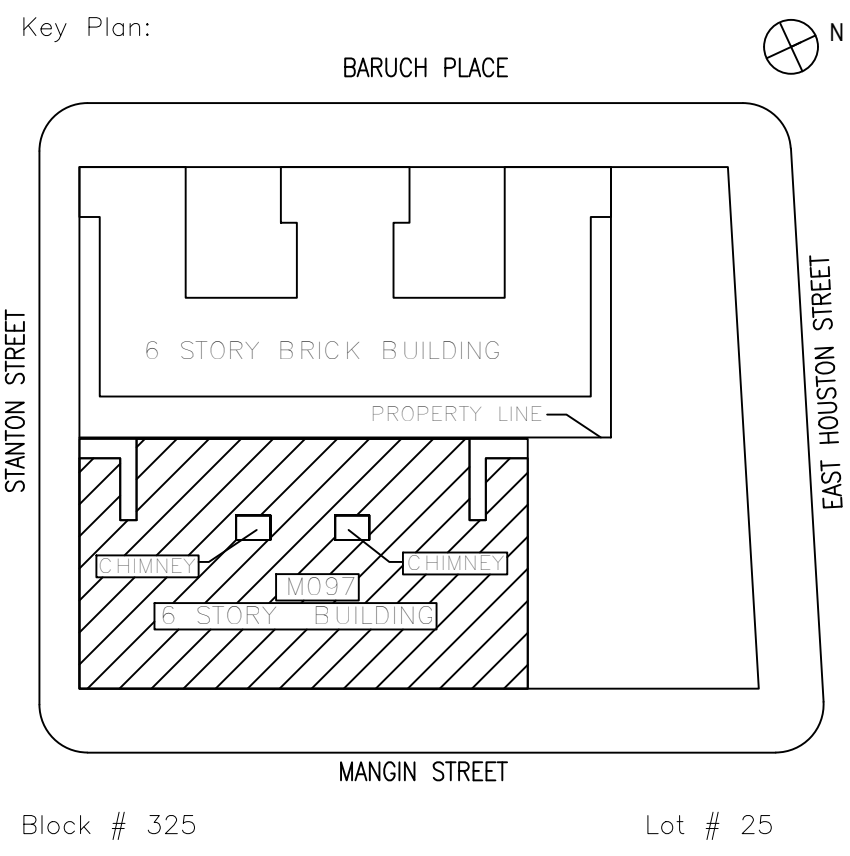 Key Plan:
N
BARUCH PLACE
STANTON STREET
EAST HOUSTON STREET
6 STORY BRICK BUILDING
PROPERTY LINE
CHIMNEY
CHIMNEY
M097
6 STORY BUILDING
MANGIN STREET
Block # 325
Lot # 25